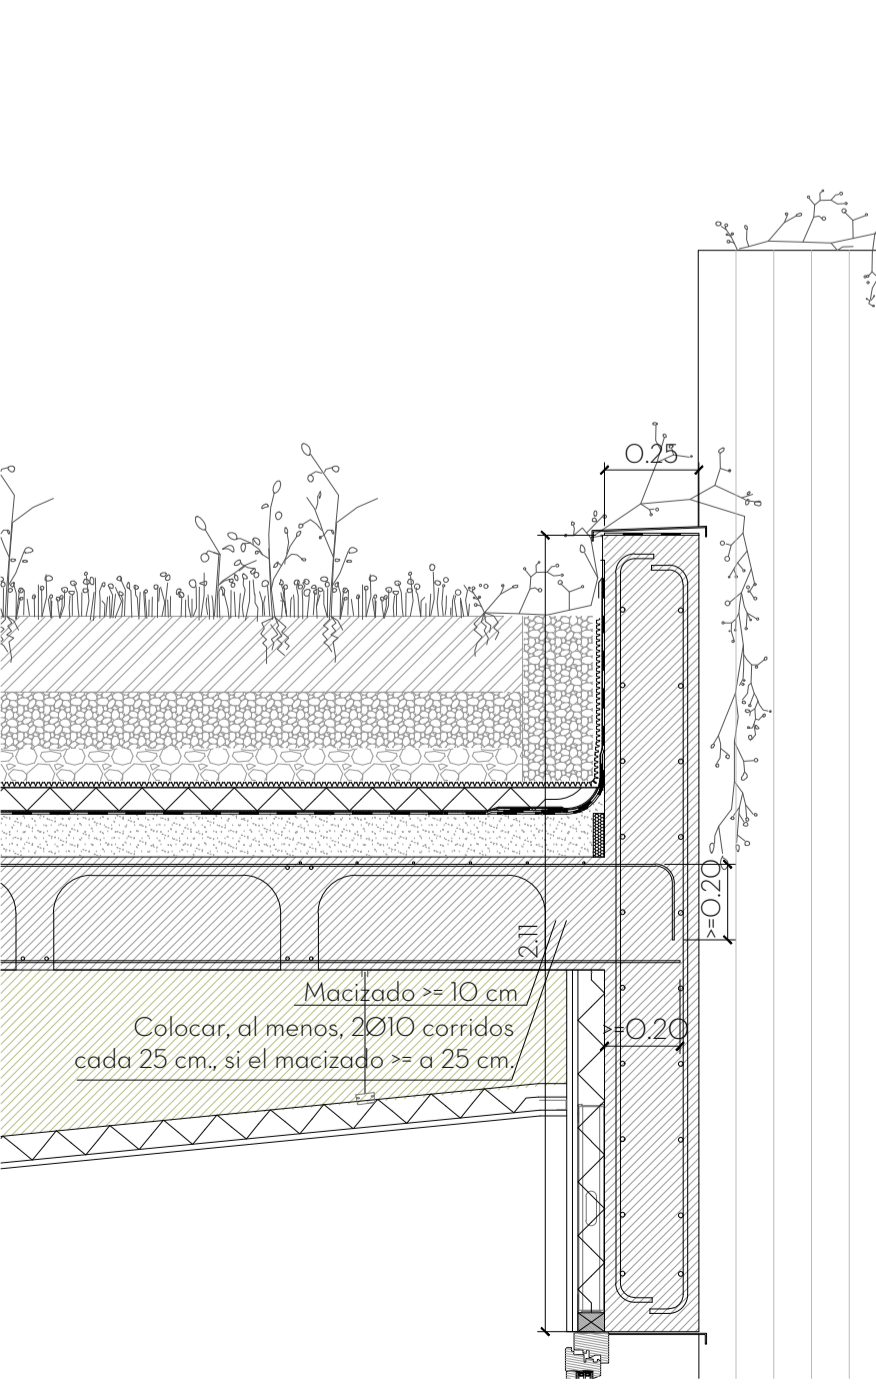 0.25
>=0.20
2.11
Macizado >= 10 cm
>=0.20
Colocar, al menos, 2Ø10 corridos
cada 25 cm., si el macizado >= a 25 cm.